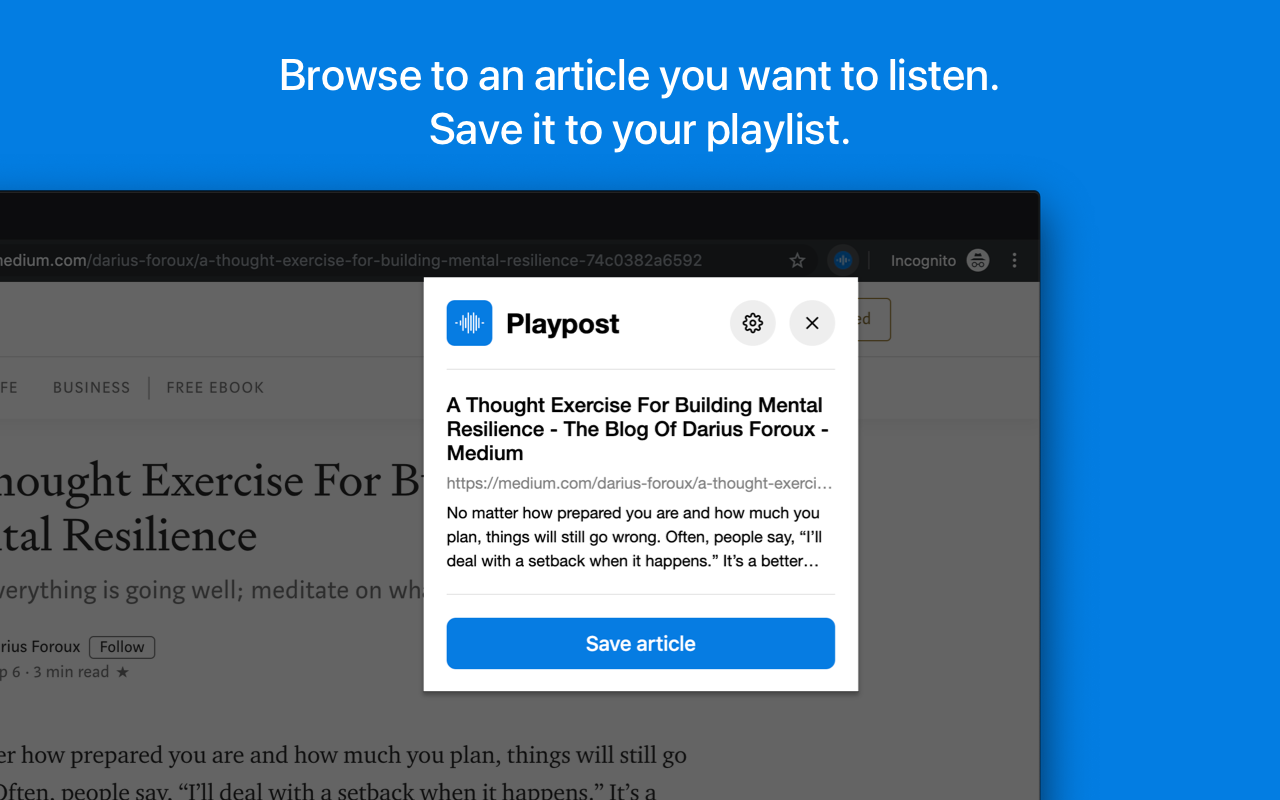 Browse to an article you want to listen.
Save it to your playlist.
medium.com/darius-foroux/a-thought-exercise-for-building-mental-resilience-74c0382a6592
Incognito
Playpost
BUSINESS
FREE EBOOK
A Thought Exercise For Building Mental
Resilience - The Blog Of Darius Foroux -
Medium
https://medium.com/darius-foroux/a-thought-exerci…
No matter how prepared you are and how much you
plan, things will still go wrong. Often, people say, “I’ll
deal with a setback when it happens.” It’s a better…
Save article
hought Exercise For B
tal Resilience
verything is going well; meditate on wha
rius Foroux Follow
p 6 · 3 min read ★
er how prepared you are and how much you plan, things will still go
Often, people say, “I’ll deal with a setback when it happens.” It’s a